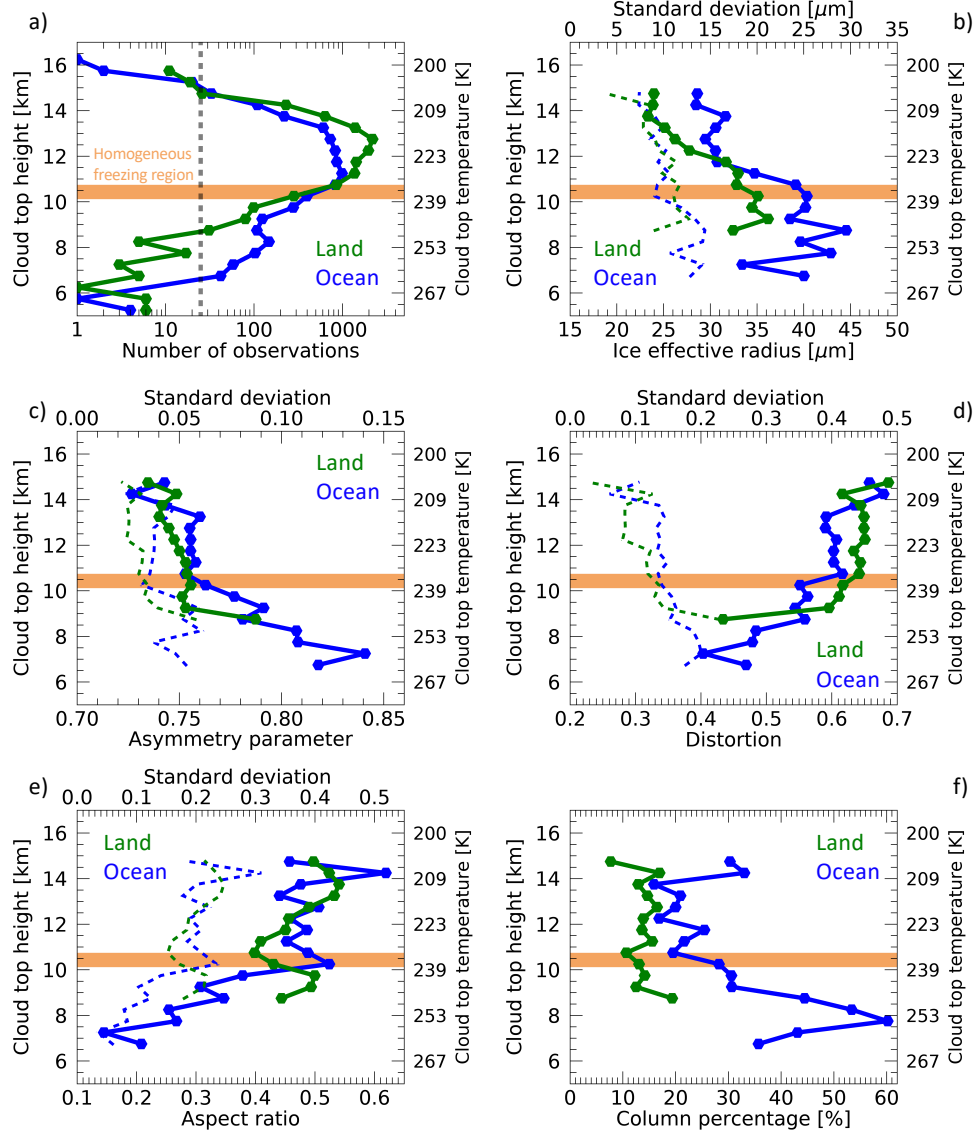 a)
Cloud top height [km]
16
14
12
10
8
6
200
209
223
239
253
267
Cloud top temperature [K]
Homogeneous
freezing region
Land
Ocean
1 10 100 1000
Number of observations
Standard deviation [μm]
0 5 10 15 20 25 30 35
b)
Cloud top height [km]
16
14
12
10
8
6
200
209
223
239
253
267
Cloud top temperature [K]
Land
Ocean
15 20 25 30 35 40 45 50
Ice effective radius [μm]
c)
Standard deviation
0.00 0.05 0.10 0.15
Cloud top height [km]
16
14
12
10
8
6
200
209
223
239
253
267
Cloud top temperature [K]
Land
Ocean
0.70 0.75 0.80 0.85
Asymmetry parameter
Standard deviation
0.0 0.1 0.2 0.3 0.4 0.5
d)
Cloud top height [km]
16
14
12
10
8
6
200
209
223
239
253
267
Cloud top temperature [K]
Land
Ocean
0.2 0.3 0.4 0.5 0.6 0.7
Distortion
e)
Standard deviation
0.0 0.1 0.2 0.3 0.4 0.5
Cloud top height [km]
16
14
12
10
8
6
200
209
223
239
253
267
Cloud top temperature [K]
Land
Ocean
0.1 0.2 0.3 0.4 0.5 0.6
Aspect ratio
f)
Cloud top height [km]
16
14
12
10
8
6
200
209
223
239
253
267
Cloud top temperature [K]
Land
Ocean
0 10 20 30 40 50 60
Column percentage [%]